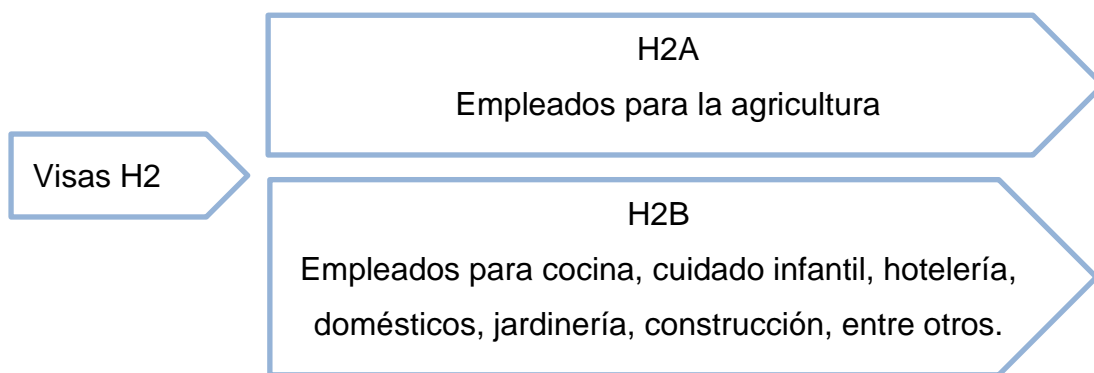 Visas H2
H2A
Empleados para la agricultura
H2B
Empleados para cocina, cuidado infantil, hotelería,
domésticos, jardinería, construcción, entre otros.